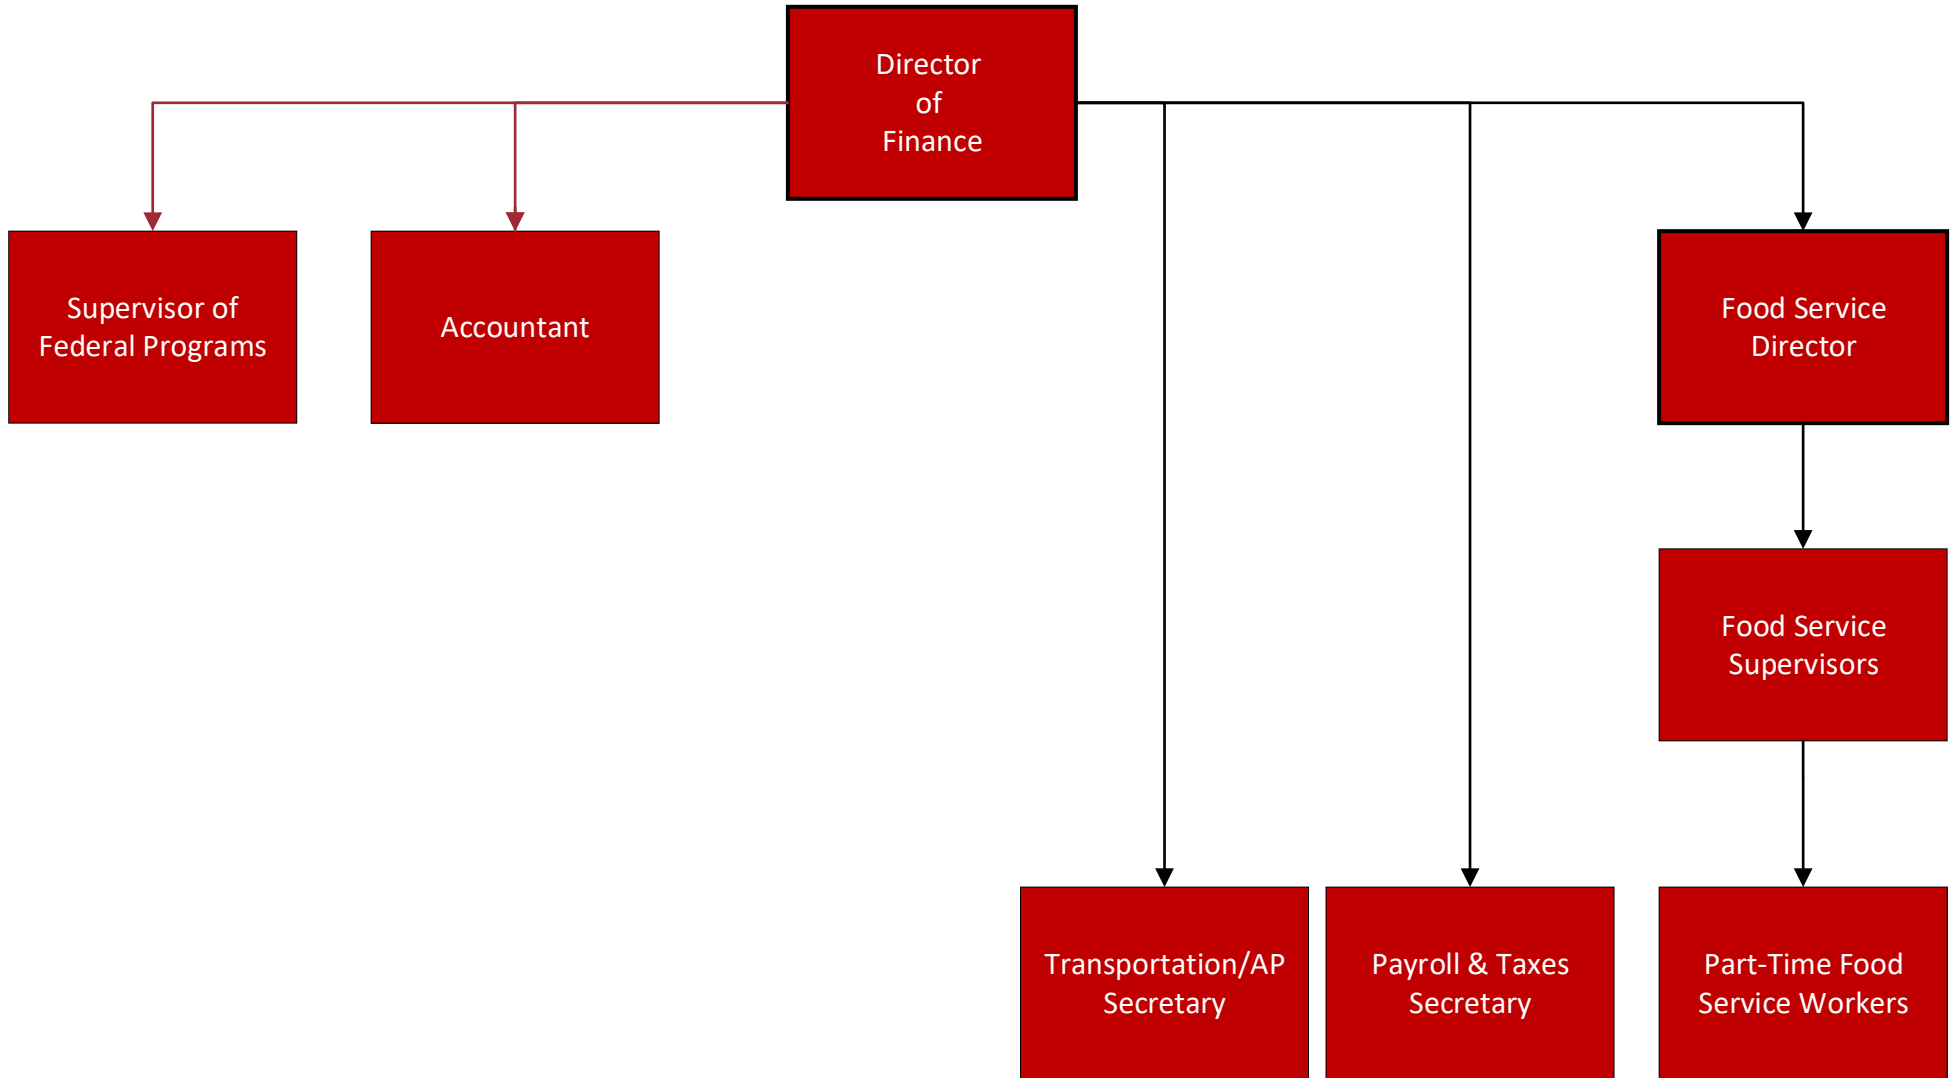 Director
of
Finance
Supervisor of
Federal Programs
Accountant
Food Service
Director
Food Service
Supervisors
Transportation/AP
Secretary
Payroll & Taxes
Secretary
Part-Time Food
Service Workers